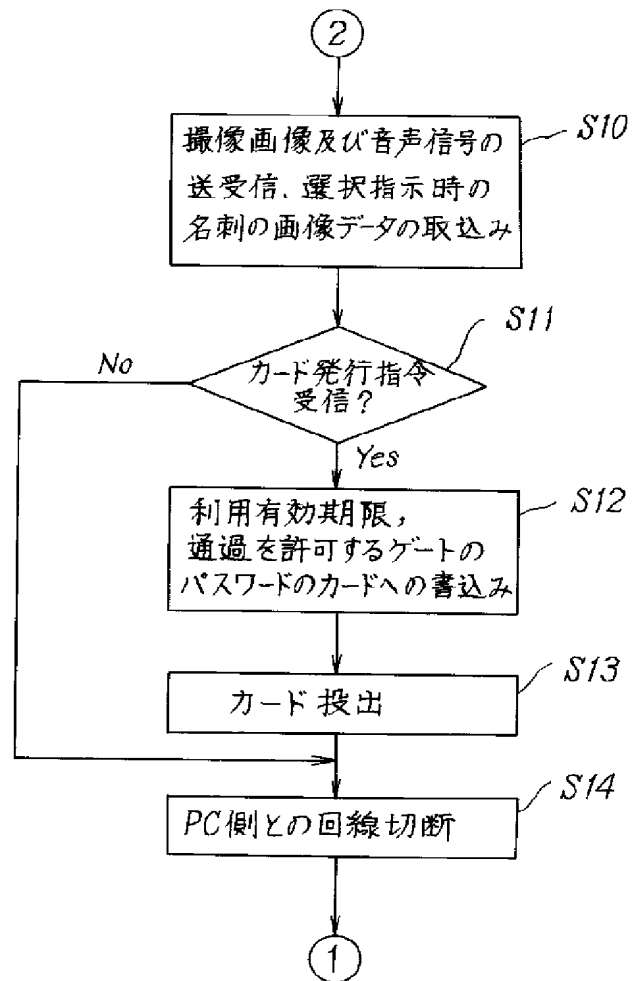 2
撮像画像及び音声信号の
送受信、選択指示時の
名刺の画像データの取込み
S10
カード発行指令
受信?
S11
No
Yes
利用有効期限,
通過を許可するゲートの
パスワードのカードへの書込み
S12
カード投出
S13
PC側との回線切断
S14
1